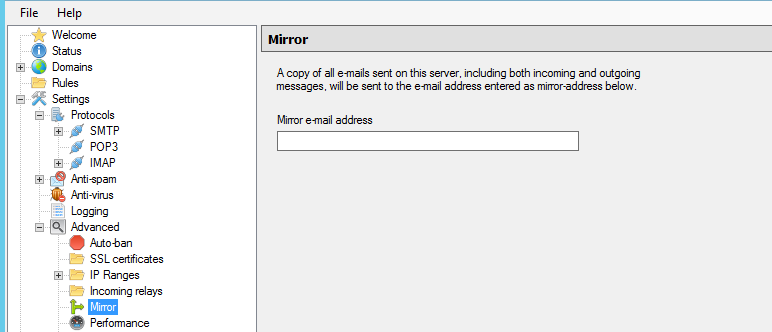 File Help
Welcome
Status
Domains
Rules
Settings
Protocols
SMTP
POP3
IMAP
Anti-spam
Anti-virus
Logging
Advanced
Auto-ban
SSL certificates
IP Ranges
Incoming relays
Mirror
Performance
Mirror
A copy of all e-mails sent on this server, including both incoming and outgoing
messages, will be sent to the e-mail address entered as mirror-address below.
Mirror e-mail address